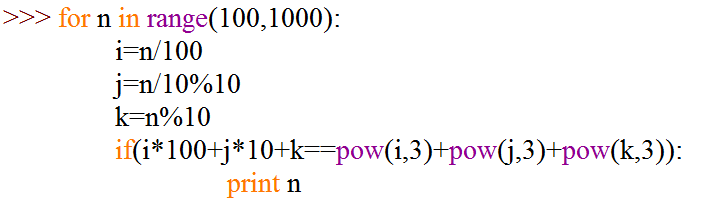 >>> for n in range(100,1000):
i=n/100
j=n/10%10
k=n%10
if(i*100+j*10+k==pow(i,3)+pow(j,3)+pow(k,3)):
print n